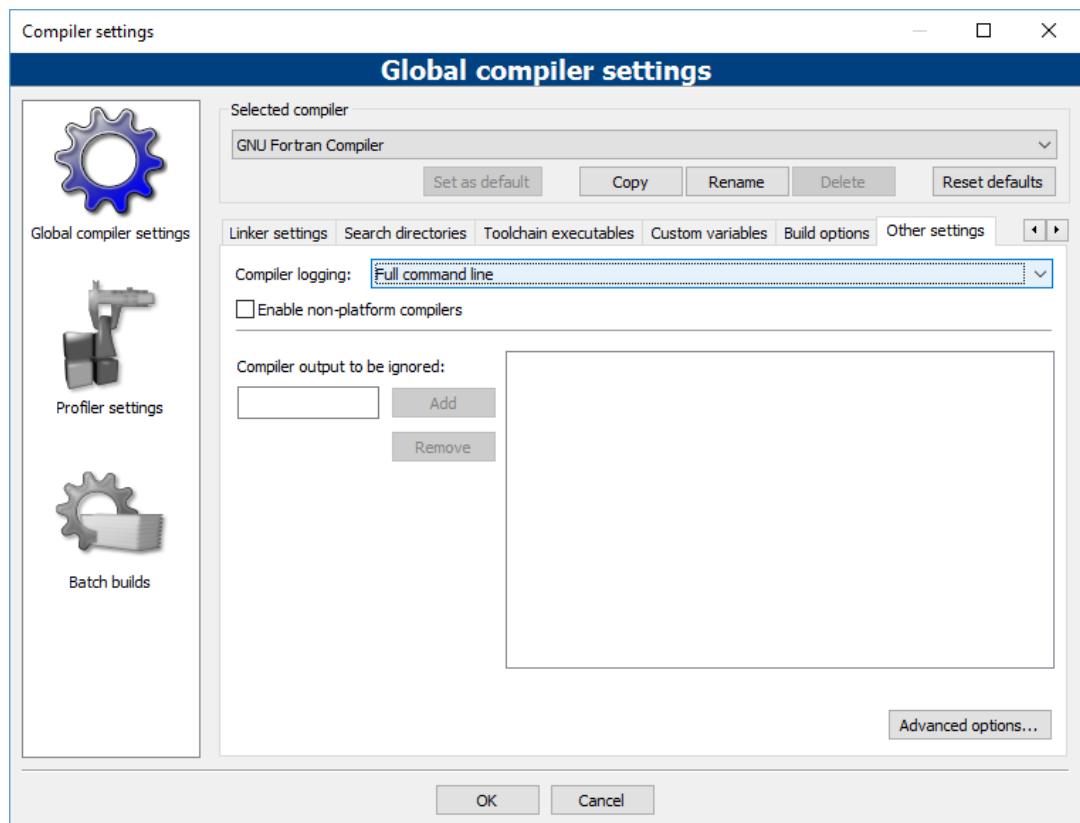 Compiler settings
Global compiler settings
Global compiler settings
Profiler settings
Batch builds
Selected compiler
GNU Fortran Compiler
Set as default Copy Rename Delete Reset defaults
Linker settings Search directories Toolchain executables Custom variables Build options Other settings
Compiler logging: Full command line
Enable non-platform compilers
Compiler output to be ignored:
Add
Remove
Advanced options...
OK Cancel